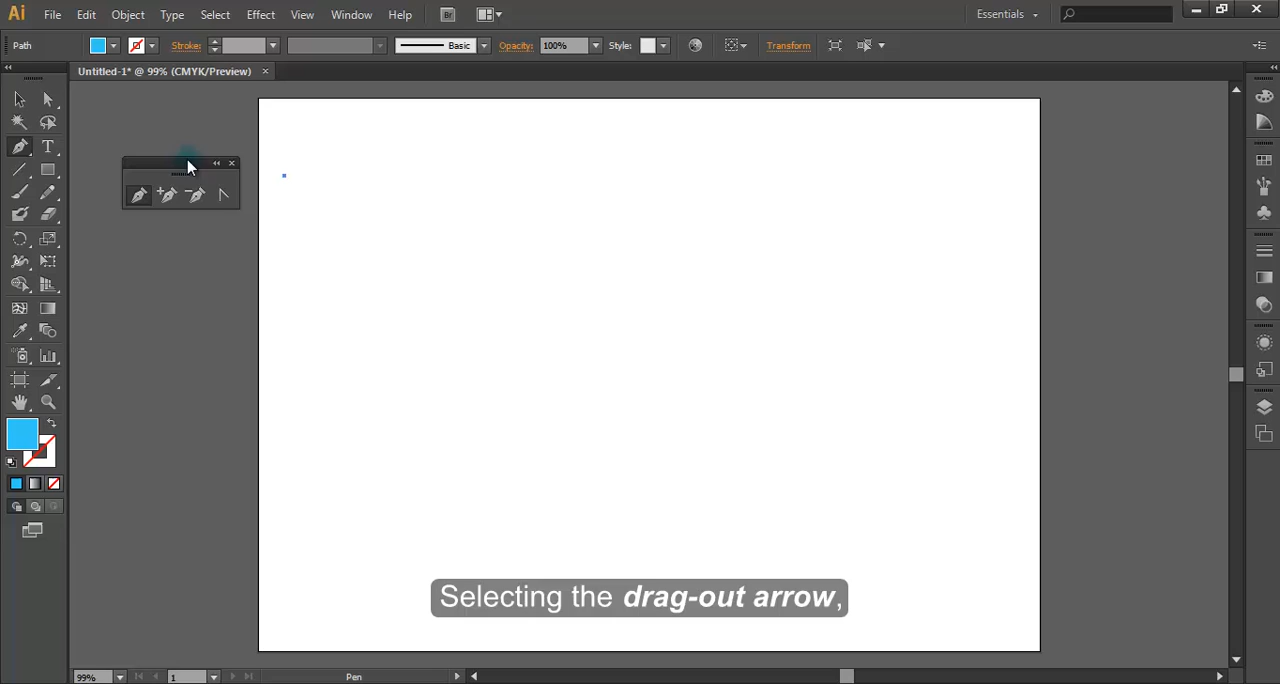 Ai File Edit Object Type Select Effect View Window Help Br Essentials
Path Stroke: Basic Opacity: 100% Style: Transform
Untitled-1* @ 99% (CMYK/Preview)
T
Selecting the drag-out arrow,
99% 1 Pen